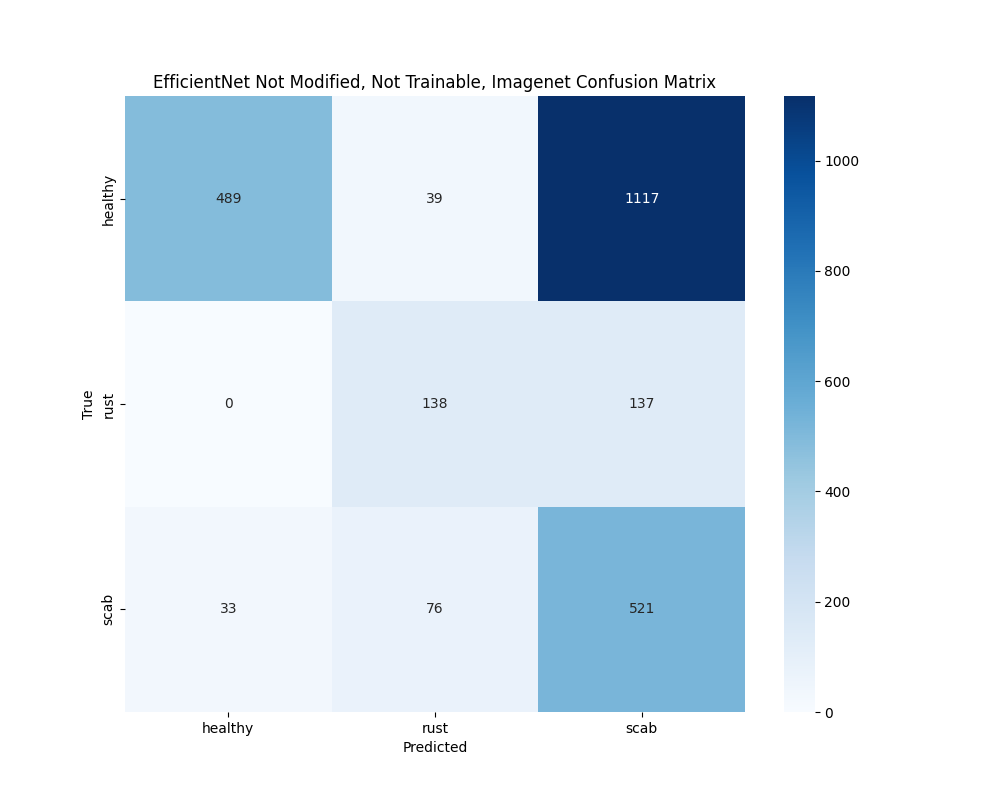 EfficientNet Not Modified, Not Trainable, Imagenet Confusion Matrix
healthy
489
39
1117
1000
800
True
rust
0
138
137
600
400
scab
33
76
521
200
0
healthy
rust
scab
Predicted